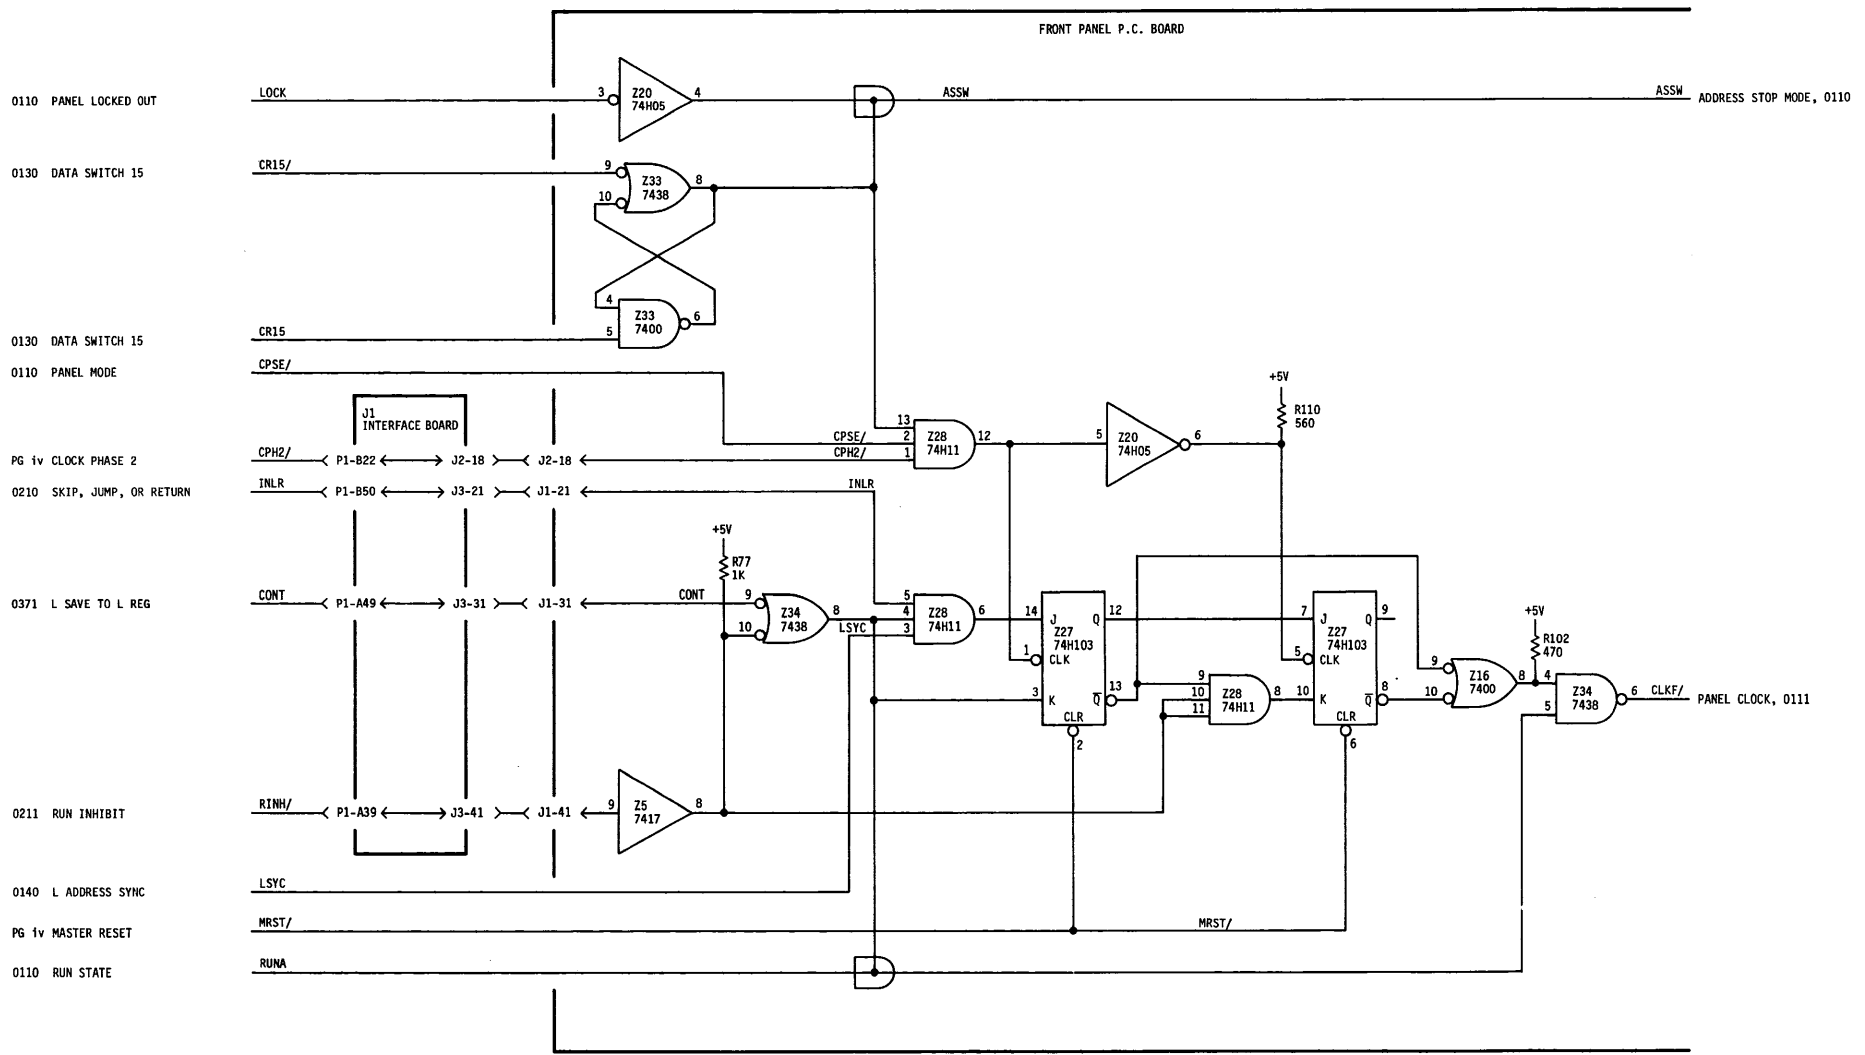 FRONT PANEL P.C. BOARD
0110 PANEL LOCKED OUT
LOCK
3
Z20
74H05
4
ASSW
ASSW
ADDRESS STOP MODE, 0110
0130 DATA SWITCH 15
CR15/
9
10
Z33
7438
8
4
5
Z33
7400
6
0130 DATA SWITCH 15
CR15
0110 PANEL MODE
CPSE/
J1
INTERFACE BOARD
PG iv CLOCK PHASE 2
CPH2/
P1-B22
J2-18
J2-18
CPSE/
CPH2/
13
2
1
Z28
74H11
12
5
Z20
74H05
6
+5V
R110
560
0210 SKIP, JUMP, OR RETURN
INLR
P1-B50
J3-21
J1-21
INLR
+5V
R77
1K
0371 L SAVE TO L REG
CONT
P1-A49
J3-31
J1-31
CONT
9
10
Z34
7438
8
LSYC
5
4
3
Z28
74H11
6
14
J
Q
12
Z27
74H103
1
CLK
3
K
Q
13
CLR
2
9
10
11
Z28
74H11
8
7
J
Q
9
Z27
74H103
5
CLK
10
K
Q
8
CLR
6
9
10
Z16
7400
8
+5V
R102
470
4
5
Z34
7438
6
CLKF/
PANEL CLOCK, 0111
0211 RUN INHIBIT
RINH/
P1-A39
J3-41
J1-41
9
Z5
7417
8
0140 L ADDRESS SYNC
LSYC
PG iv MASTER RESET
MRST/
MRST/
0110 RUN STATE
RUNA